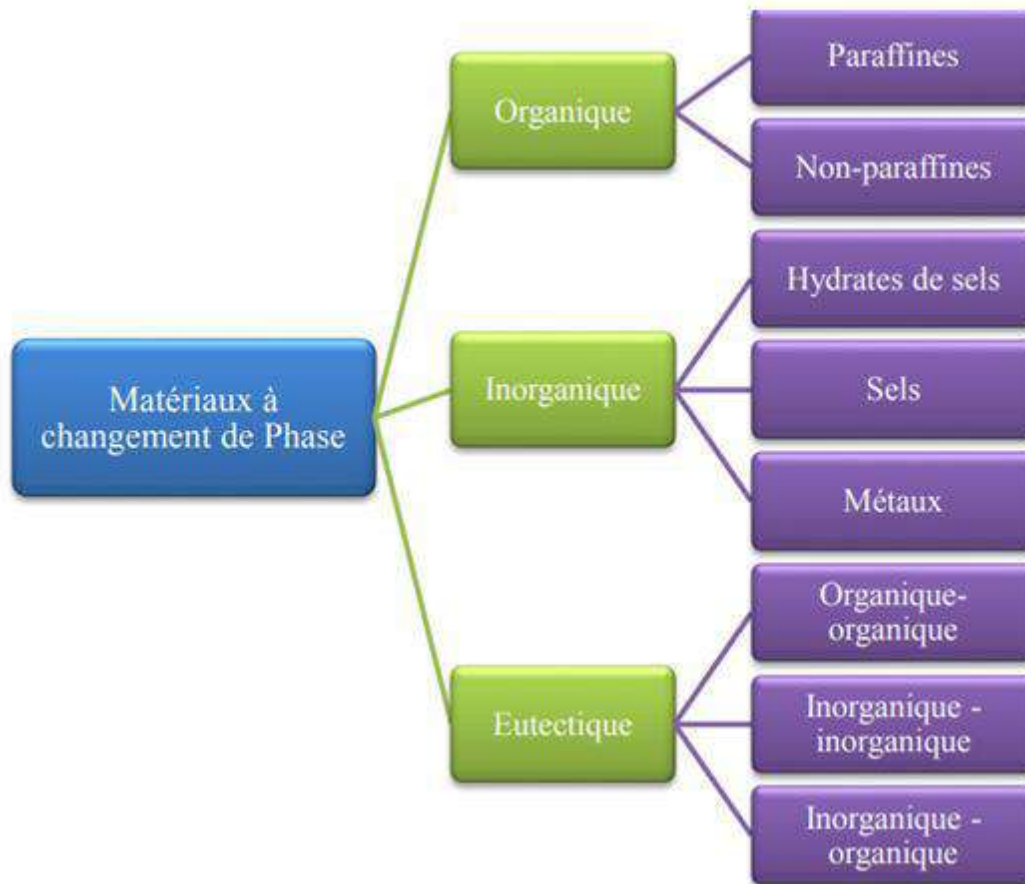 Matériaux à
changement de Phase
Organique
Paraffines
Non-paraffines
Inorganique
Hydrates de sels
Sels
Métaux
Eutectique
Organique-
organique
Inorganique -
inorganique
Inorganique -
organique